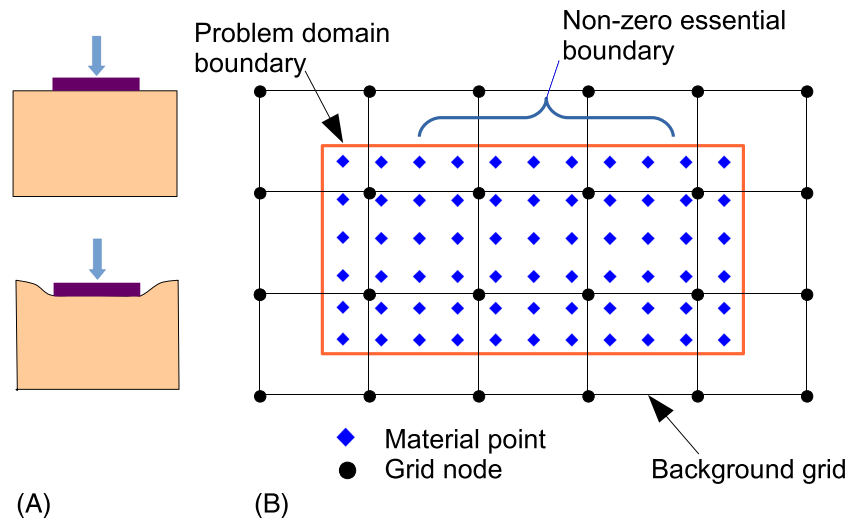 Problem domain
boundary
Non-zero essential
boundary
Material point
Grid node
Background grid
(A)
(B)